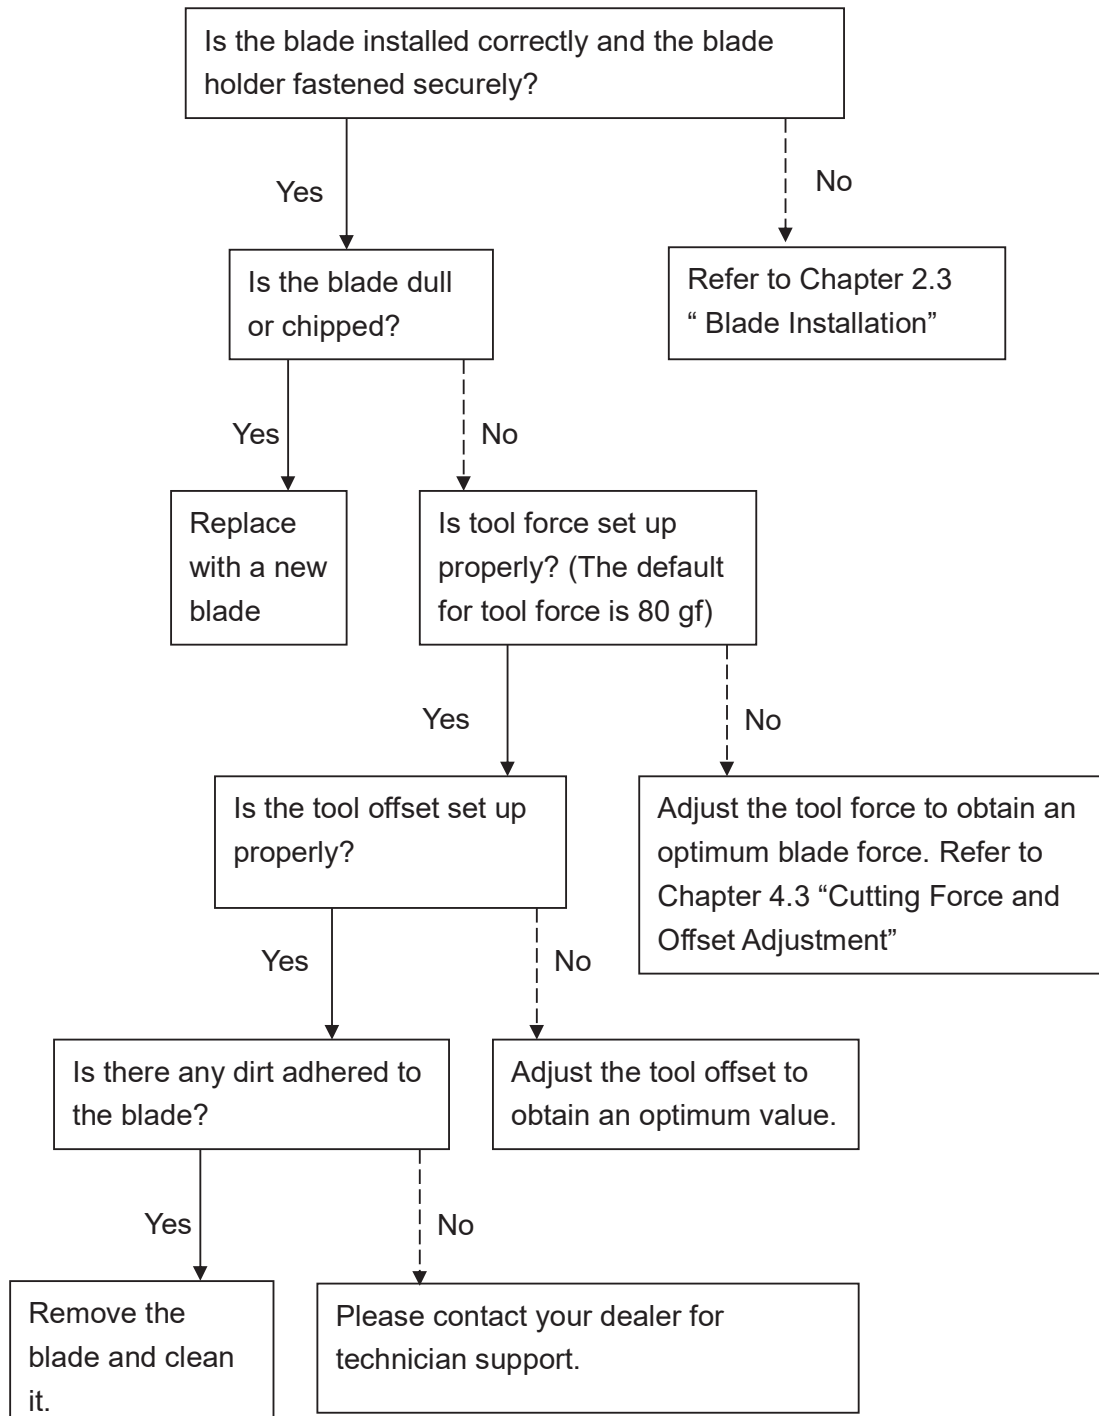 Is the blade installed correctly and the blade
holder fastened securely?
Yes
No
Is the blade dull
or chipped?
Refer to Chapter 2.3
“ Blade Installation”
Yes
No
Replace
with a new
blade
Is tool force set up
properly? (The default
for tool force is 80 gf)
Yes
No
Is the tool offset set up
properly?
Adjust the tool force to obtain an
optimum blade force. Refer to
Chapter 4.3 “Cutting Force and
Offset Adjustment”
Yes
No
Is there any dirt adhered to
the blade?
Adjust the tool offset to
obtain an optimum value.
Yes
No
Remove the
blade and clean
it.
Please contact your dealer for
technician support.